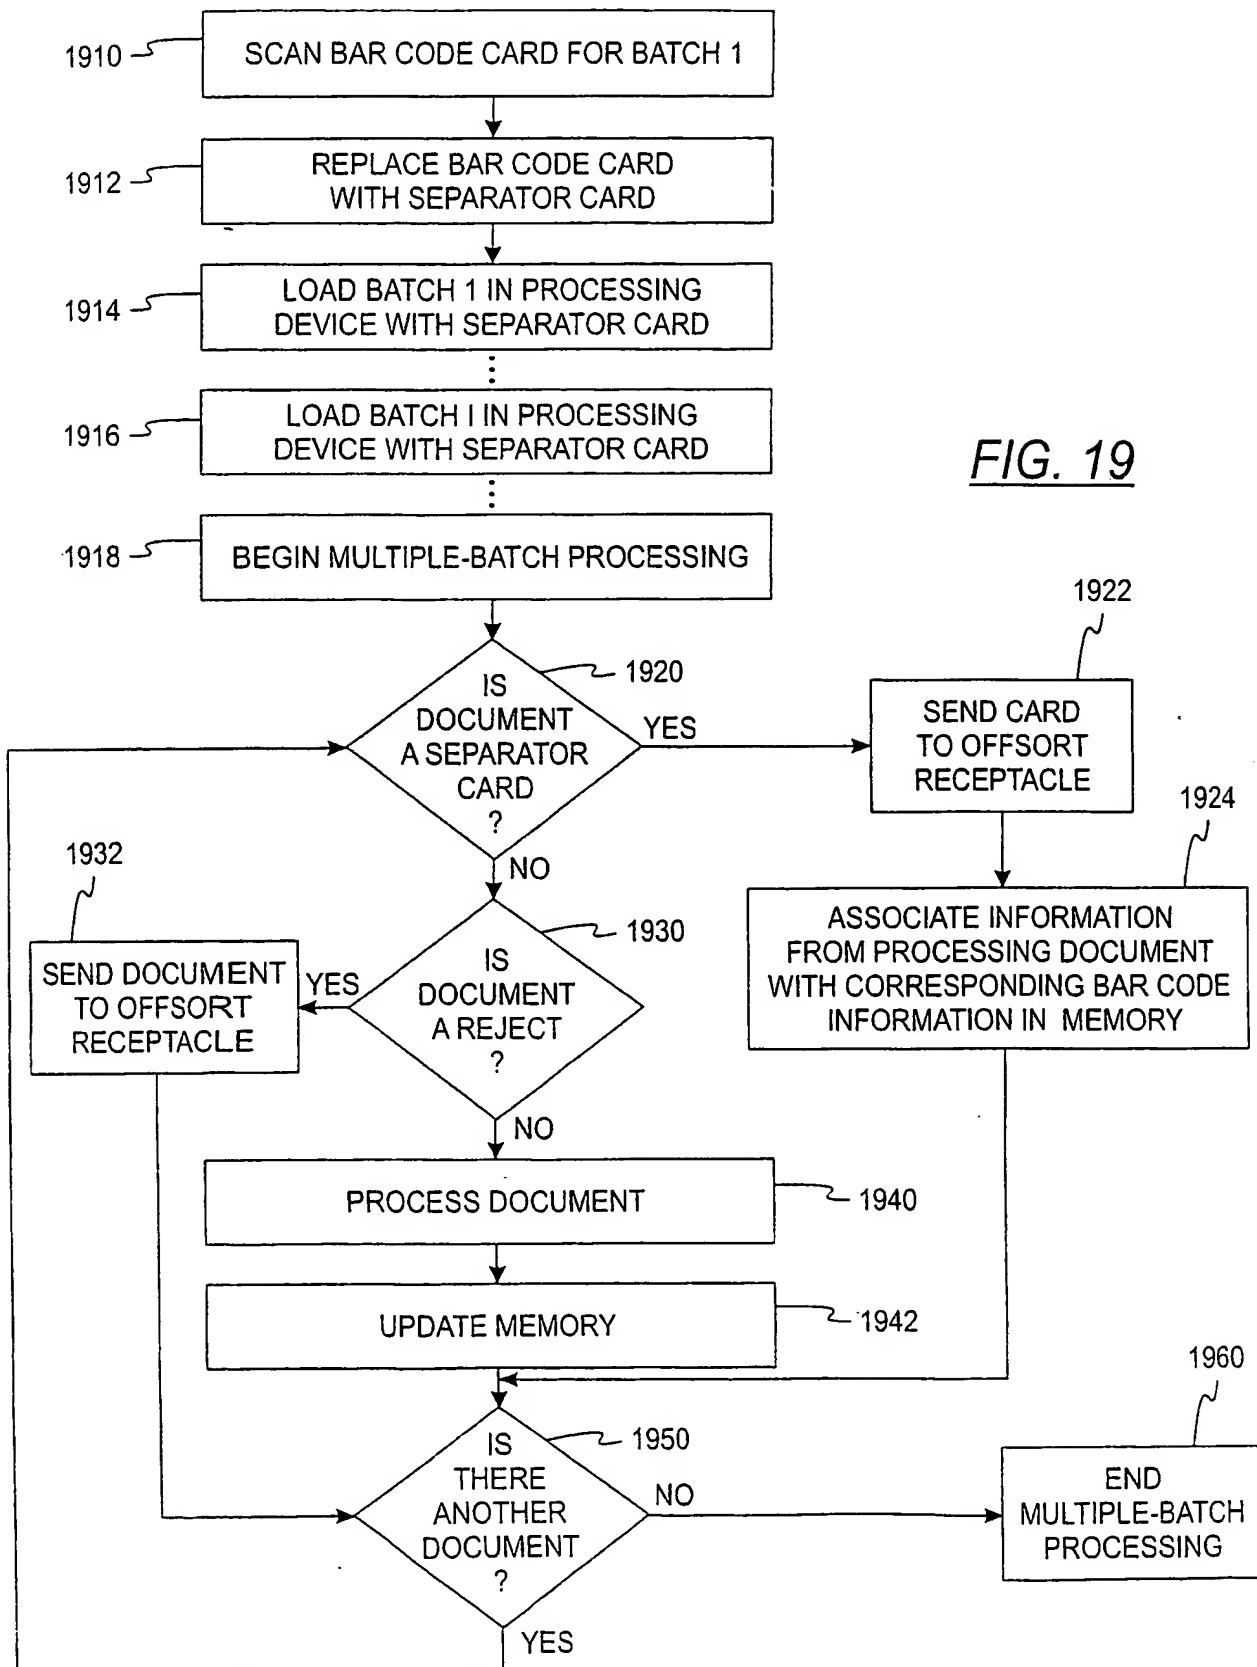 1910
SCAN BAR CODE CARD FOR BATCH 1
1912
REPLACE BAR CODE CARD
WITH SEPARATOR CARD
1914
LOAD BATCH 1 IN PROCESSING
DEVICE WITH SEPARATOR CARD
1916
LOAD BATCH I IN PROCESSING
DEVICE WITH SEPARATOR CARD
FIG. 19
1918
BEGIN MULTIPLE-BATCH PROCESSING
1920
IS
DOCUMENT
A SEPARATOR
CARD
?
YES
NO
1922
SEND CARD
TO OFFSORT
RECEPTACLE
1924
ASSOCIATE INFORMATION
FROM PROCESSING DOCUMENT
WITH CORRESPONDING BAR CODE
INFORMATION IN MEMORY
1930
IS
DOCUMENT
A REJECT
?
YES
NO
1932
SEND DOCUMENT
TO OFFSORT
RECEPTACLE
PROCESS DOCUMENT
1940
UPDATE MEMORY
1942
1950
IS
THERE
ANOTHER
DOCUMENT
?
NO
YES
1960
END
MULTIPLE-BATCH
PROCESSING